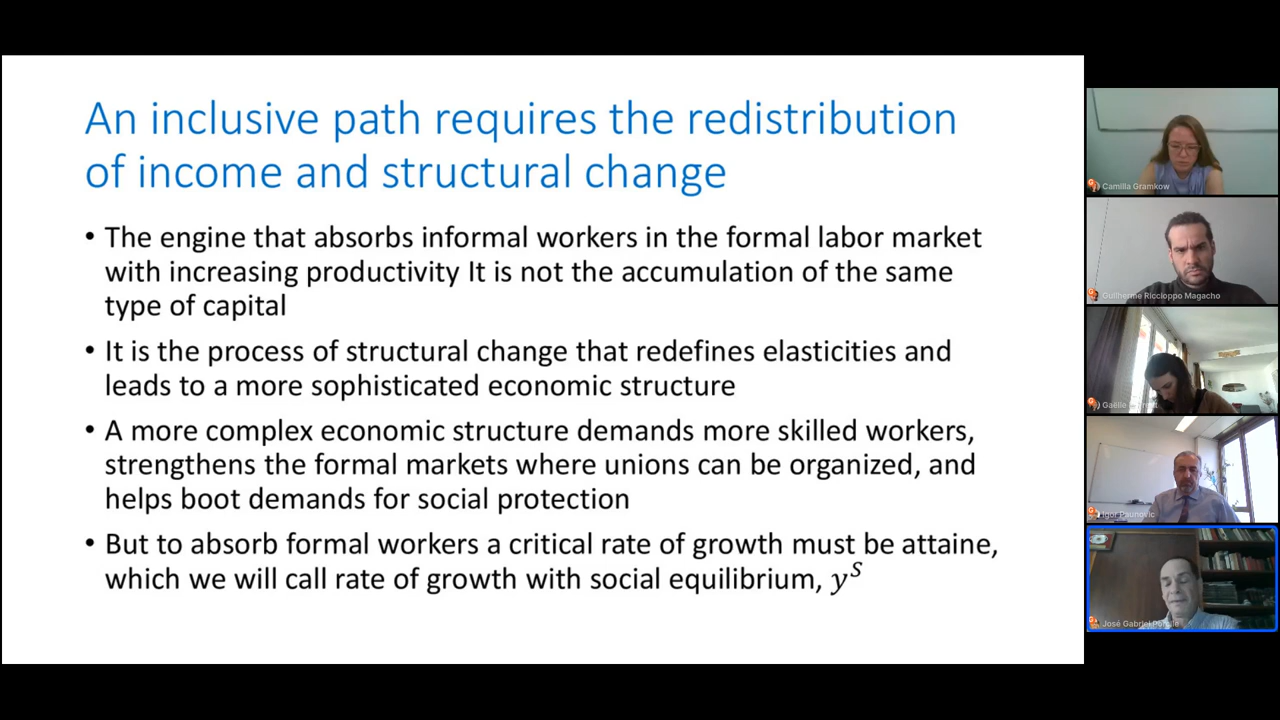 An inclusive path requires the redistribution
of income and structural change
• The engine that absorbs informal workers in the formal labor market
with increasing productivity It is not the accumulation of the same
type of capital
• It is the process of structural change that redefines elasticities and
leads to a more sophisticated economic structure
• A more complex economic structure demands more skilled workers,
strengthens the formal markets where unions can be organized, and
helps boot demands for social protection
• But to absorb formal workers a critical rate of growth must be attaine,
which we will call rate of growth with social equilibrium, y^S
Camilla Gramkow
Guilherme Riccioppo Magacho
Gaëlle
Igor Paunovic
José Gabriel